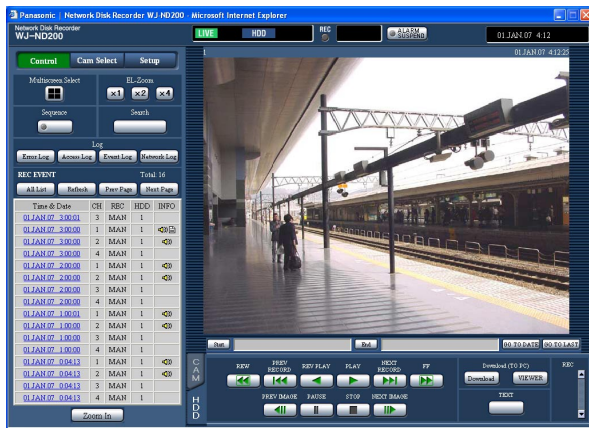 Panasonic | Network Disk Recorder WJ-ND200 - Microsoft Internet Explorer
Network Disk Recorder
WJ-ND200
LIVE HDD REC ALARM SUSPEND 01 JAN.07 4:12
Control Cam Select Setup
1 01 JAN.07 4:12:25
Multiscreen Select EL-Zoom
x1 x2 x4
Sequence Search
Log
Error Log Access Log Event Log Network Log
REC EVENT Total 16
All List Refresh Prev Page Next Page
Time & Date CH REC HDD INFO
01 JAN.07 3:00:01 3 MAN 1
01 JAN.07 3:00:00 1 MAN 1
01 JAN.07 3:00:00 2 MAN 1
01 JAN.07 3:00:00 4 MAN 1
01 JAN.07 2:00:00 1 MAN 1
01 JAN.07 2:00:00 2 MAN 1
01 JAN.07 2:00:00 3 MAN 1
01 JAN.07 2:00:00 4 MAN 1
01 JAN.07 1:00:01 1 MAN 1
01 JAN.07 1:00:00 2 MAN 1
01 JAN.07 1:00:00 3 MAN 1
01 JAN.07 1:00:00 4 MAN 1
01 JAN.07 0:04:13 1 MAN 1
01 JAN.07 0:04:13 2 MAN 1
01 JAN.07 0:04:13 3 MAN 1
01 JAN.07 0:04:13 4 MAN 1
Zoom In
Start End GO TO DATE GO TO LAST
CAM
HDD
REW PREV RECORD REV PLAY PLAY NEXT RECORD FF
PREV IMAGE PAUSE STOP NEXT IMAGE
Download (TO PC)
Download VIEWER
TEXT
REC